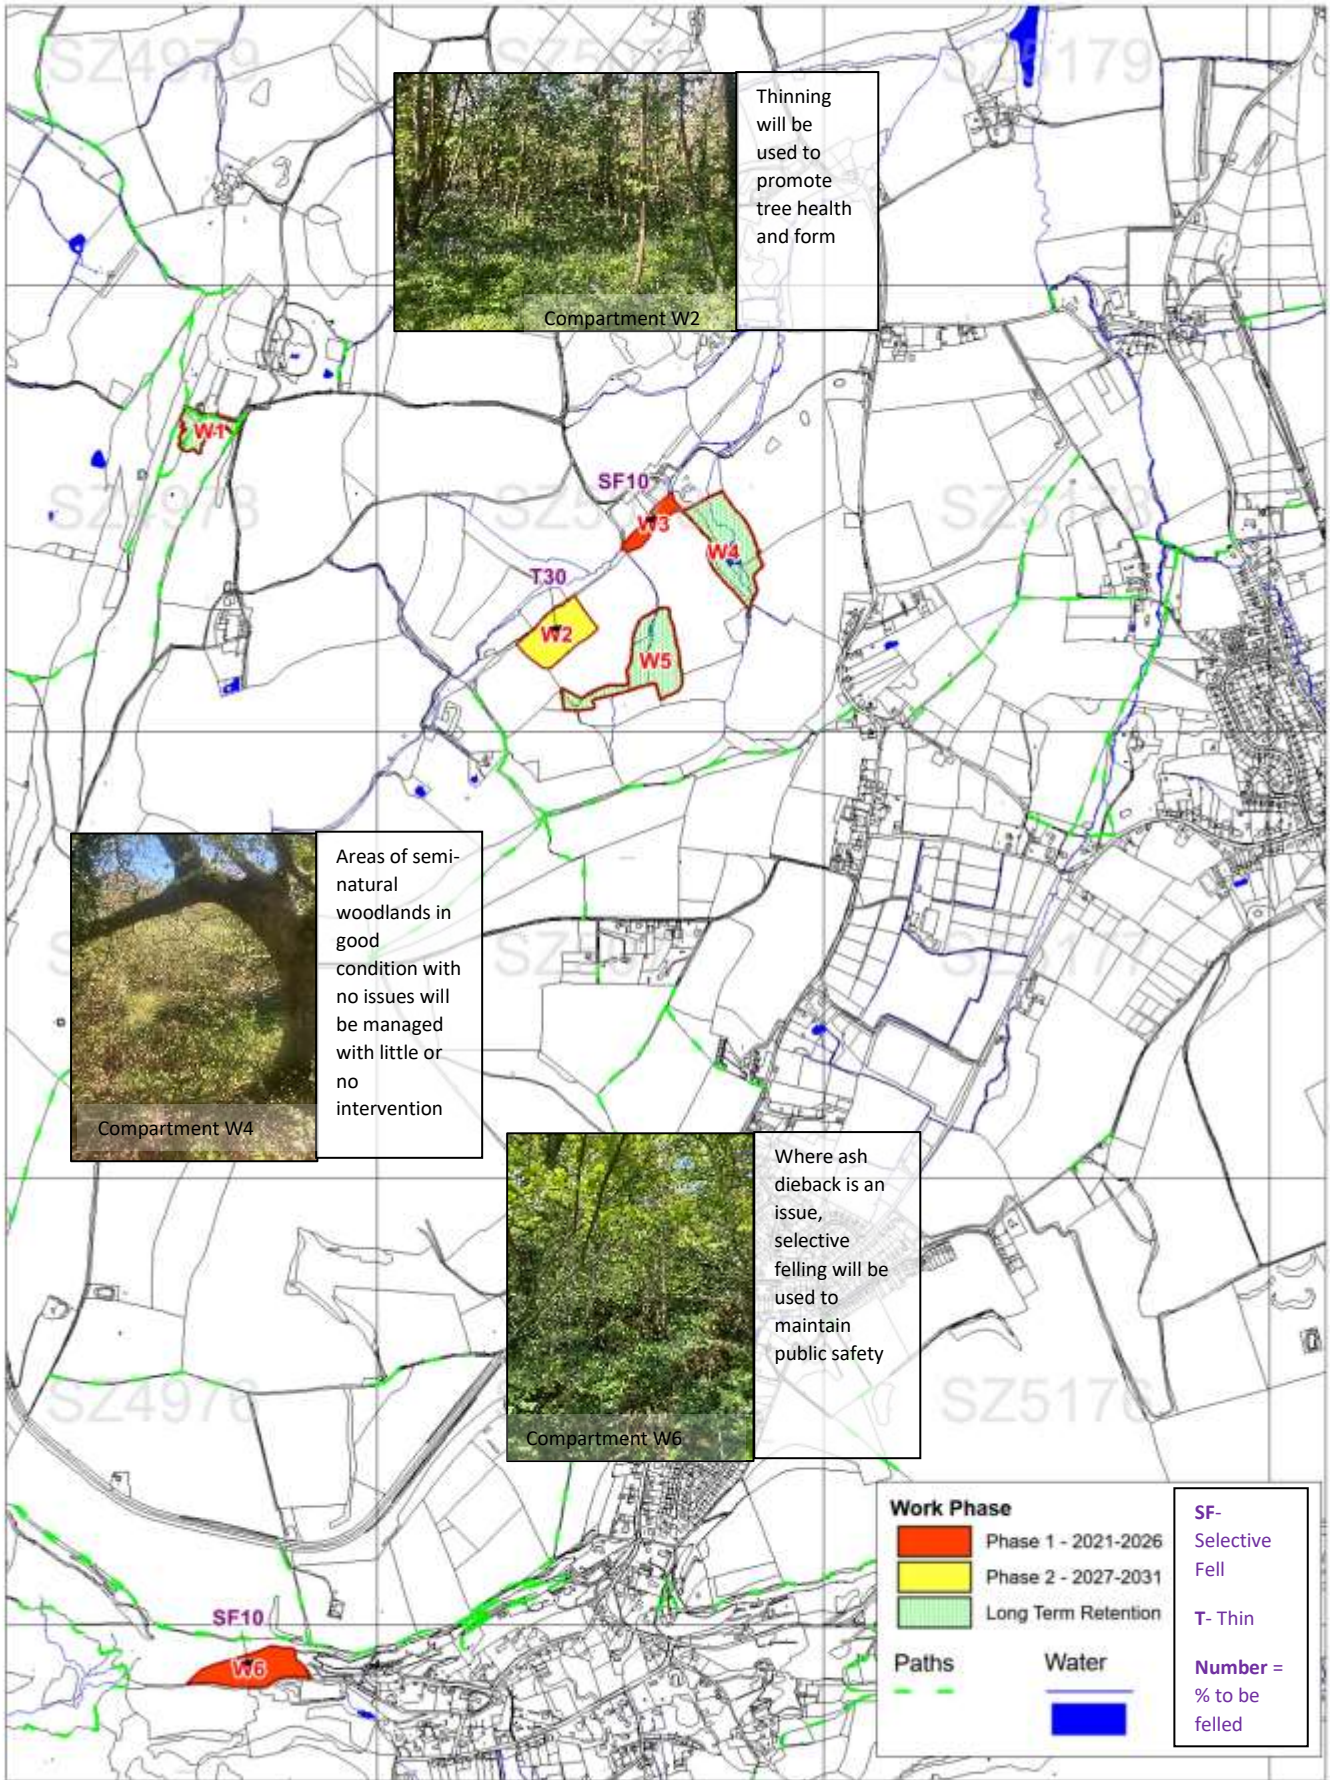 SZ4979
SZ5179
Thinning
will be
used to
promote
tree health
and form
Compartment W2
W1
SZ4978
SF10
W3
SZ5178
W4
T30
W2
W5
Areas of semi-
natural
woodlands in
good
condition with
no issues will
be managed
with little or
no
intervention
Compartment W4
Where ash
dieback is an
issue,
selective
felling will be
used to
maintain
public safety
Compartment W6
SZ4976
SZ5176
SF10
W6
Work Phase
Phase 1 - 2021-2026
Phase 2 - 2027-2031
Long Term Retention
Paths
Water
SF-
Selective
Fell
T- Thin
Number =
% to be
felled